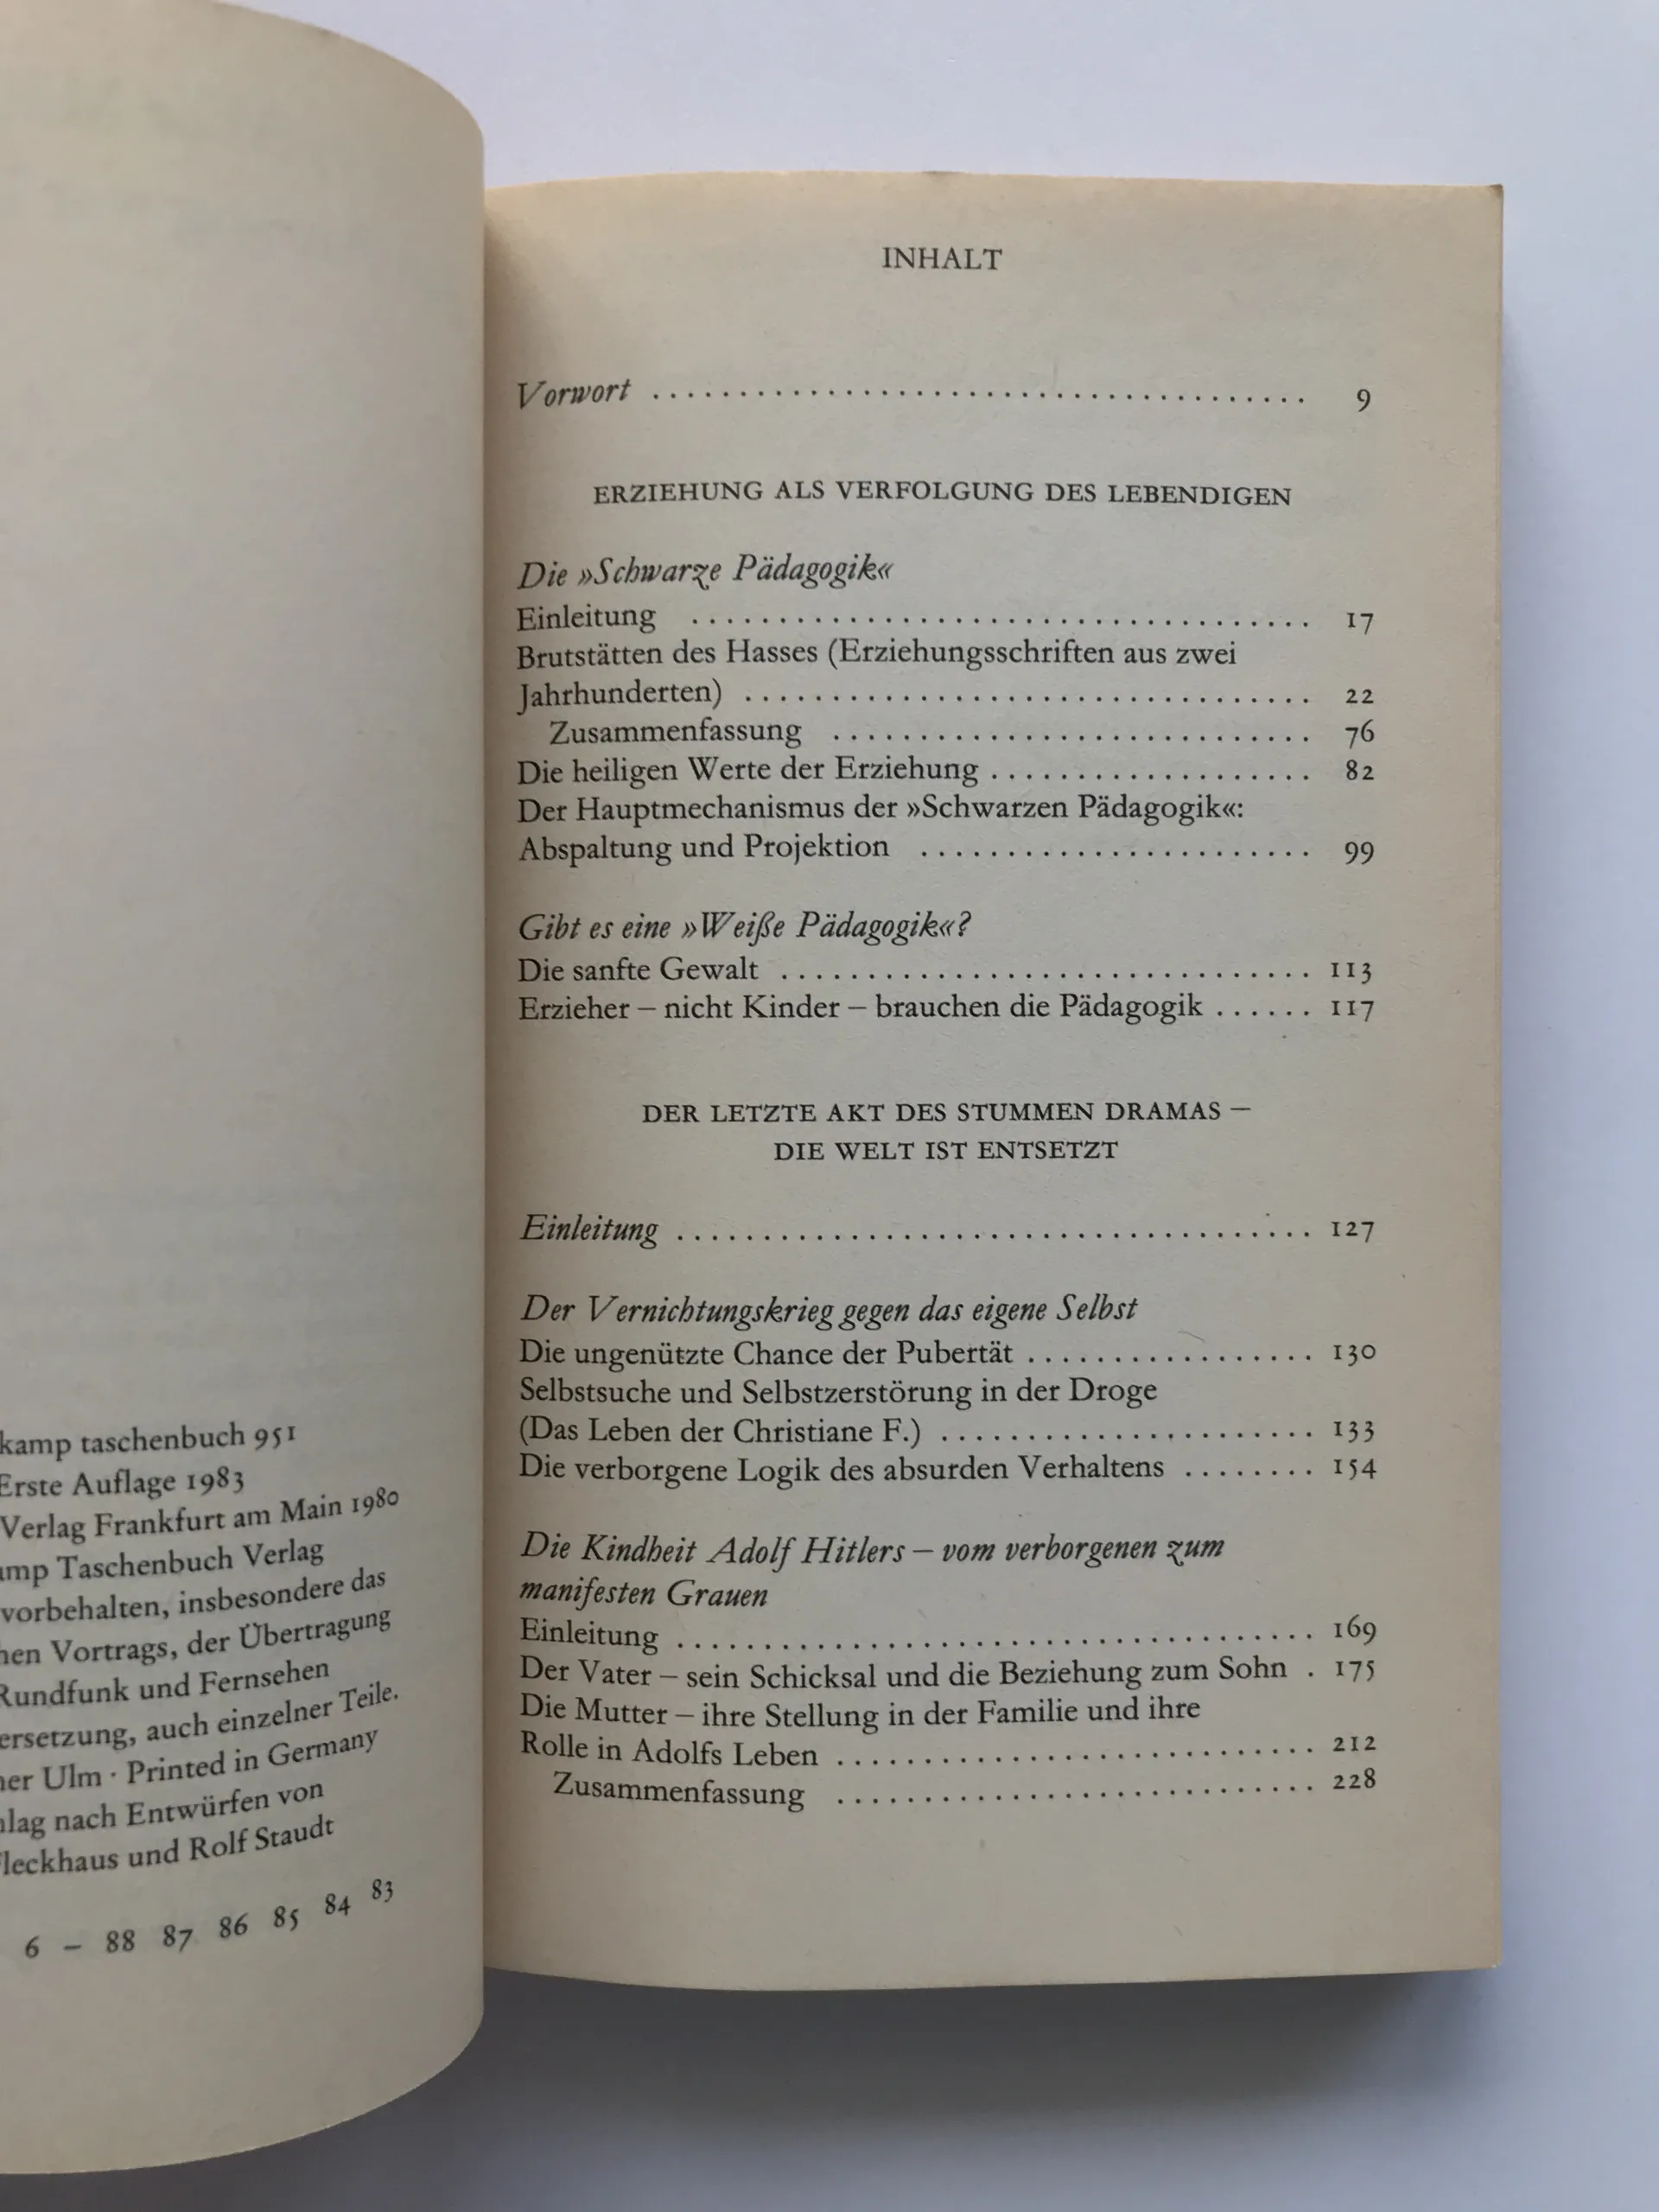 kamp taschenbuch 951
Erste Auflage 1983
Verlag Frankfurt am Main 1980
Taschenbuch Verlag
vorbehalten, insbesondere das
Vortrags, der Übertragung
Rundfunk und Fernsehen
ersetzung, auch einzelner Teile.
Ulm · Printed in Germany
nach Entwürfen von
leckhaus und Rolf Staudt
6 – 88 87 86 85 84 83
INHALT
Vorwort . . . . . . . . . . . . . . . . . . . . . . . . . . . . . . . . . . . . . . 9
ERZIEHUNG ALS VERFOLGUNG DES LEBENDIGEN
Die »Schwarze Pädagogik«
Einleitung . . . . . . . . . . . . . . . . . . . . . . . . . . . . . . . . . . . . 17
Brutstätten des Hasses (Erziehungsschriften aus zwei
Jahrhunderten) . . . . . . . . . . . . . . . . . . . . . . . . . . . . . . . . . 22
Zusammenfassung . . . . . . . . . . . . . . . . . . . . . . . . . . . . 76
Die heiligen Werte der Erziehung . . . . . . . . . . . . . . . . . . . 82
Der Hauptmechanismus der »Schwarzen Pädagogik«:
Abspaltung und Projektion . . . . . . . . . . . . . . . . . . . . . . . 99
Gibt es eine »Weiße Pädagogik«?
Die sanfte Gewalt . . . . . . . . . . . . . . . . . . . . . . . . . . . . . . . 113
Erzieher – nicht Kinder – brauchen die Pädagogik . . . . . . 117
DER LETZTE AKT DES STUMMEN DRAMAS –
DIE WELT IST ENTSETZT
Einleitung . . . . . . . . . . . . . . . . . . . . . . . . . . . . . . . . . . . . . 127
Der Vernichtungskrieg gegen das eigene Selbst
Die ungenützte Chance der Pubertät . . . . . . . . . . . . . . . . . 130
Selbstsuche und Selbstzerstörung in der Droge
(Das Leben der Christiane F.) . . . . . . . . . . . . . . . . . . . . . . 133
Die verborgene Logik des absurden Verhaltens . . . . . . . . 154
Die Kindheit Adolf Hitlers – vom verborgenen zum
manifesten Grauen
Einleitung . . . . . . . . . . . . . . . . . . . . . . . . . . . . . . . . . . . . . 169
Der Vater – sein Schicksal und die Beziehung zum Sohn . 175
Die Mutter – ihre Stellung in der Familie und ihre
Rolle in Adolfs Leben . . . . . . . . . . . . . . . . . . . . . . . . . . . . 212
Zusammenfassung . . . . . . . . . . . . . . . . . . . . . . . . . . . . 228